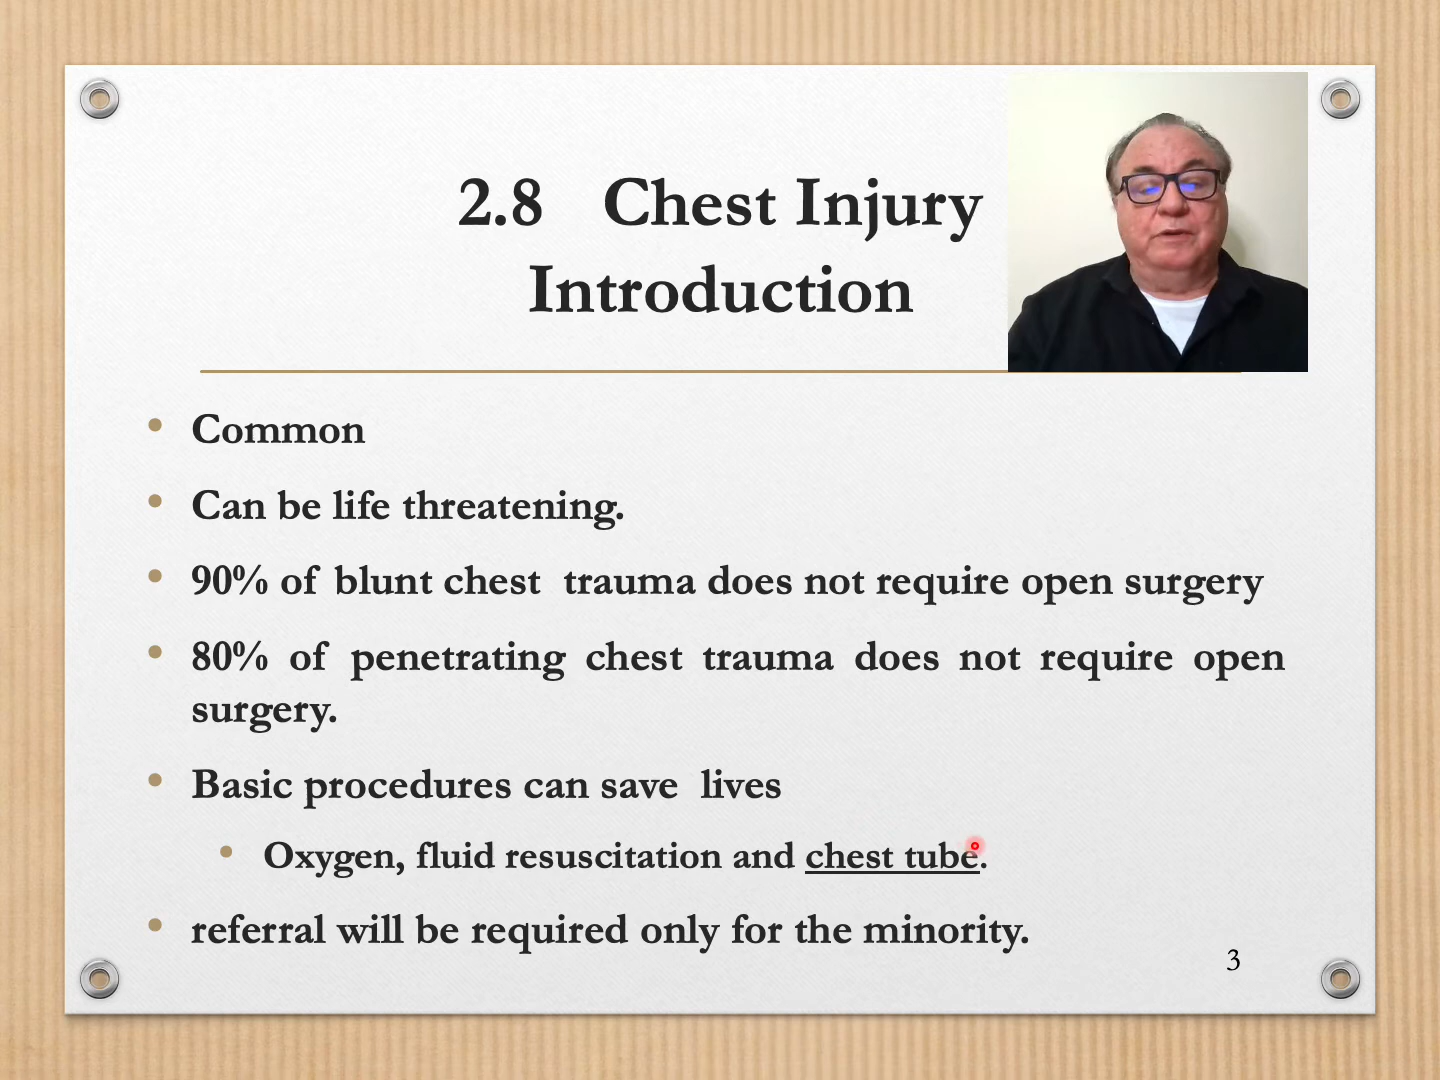 2.8 Chest Injury
Introduction
• Common
• Can be life threatening.
• 90% of blunt chest trauma does not require open surgery
• 80% of penetrating chest trauma does not require open
surgery.
• Basic procedures can save lives
• Oxygen, fluid resuscitation and chest tube.
• referral will be required only for the minority.
3